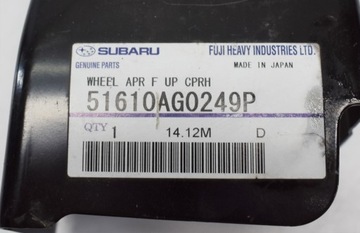 SUBARU FUJI HEAVY INDUSTRIES LTD.
GENUINE PARTS MADE IN JAPAN
WHEEL APR F UP CPRH
51610AG0249P
QTY 1 14.12M D